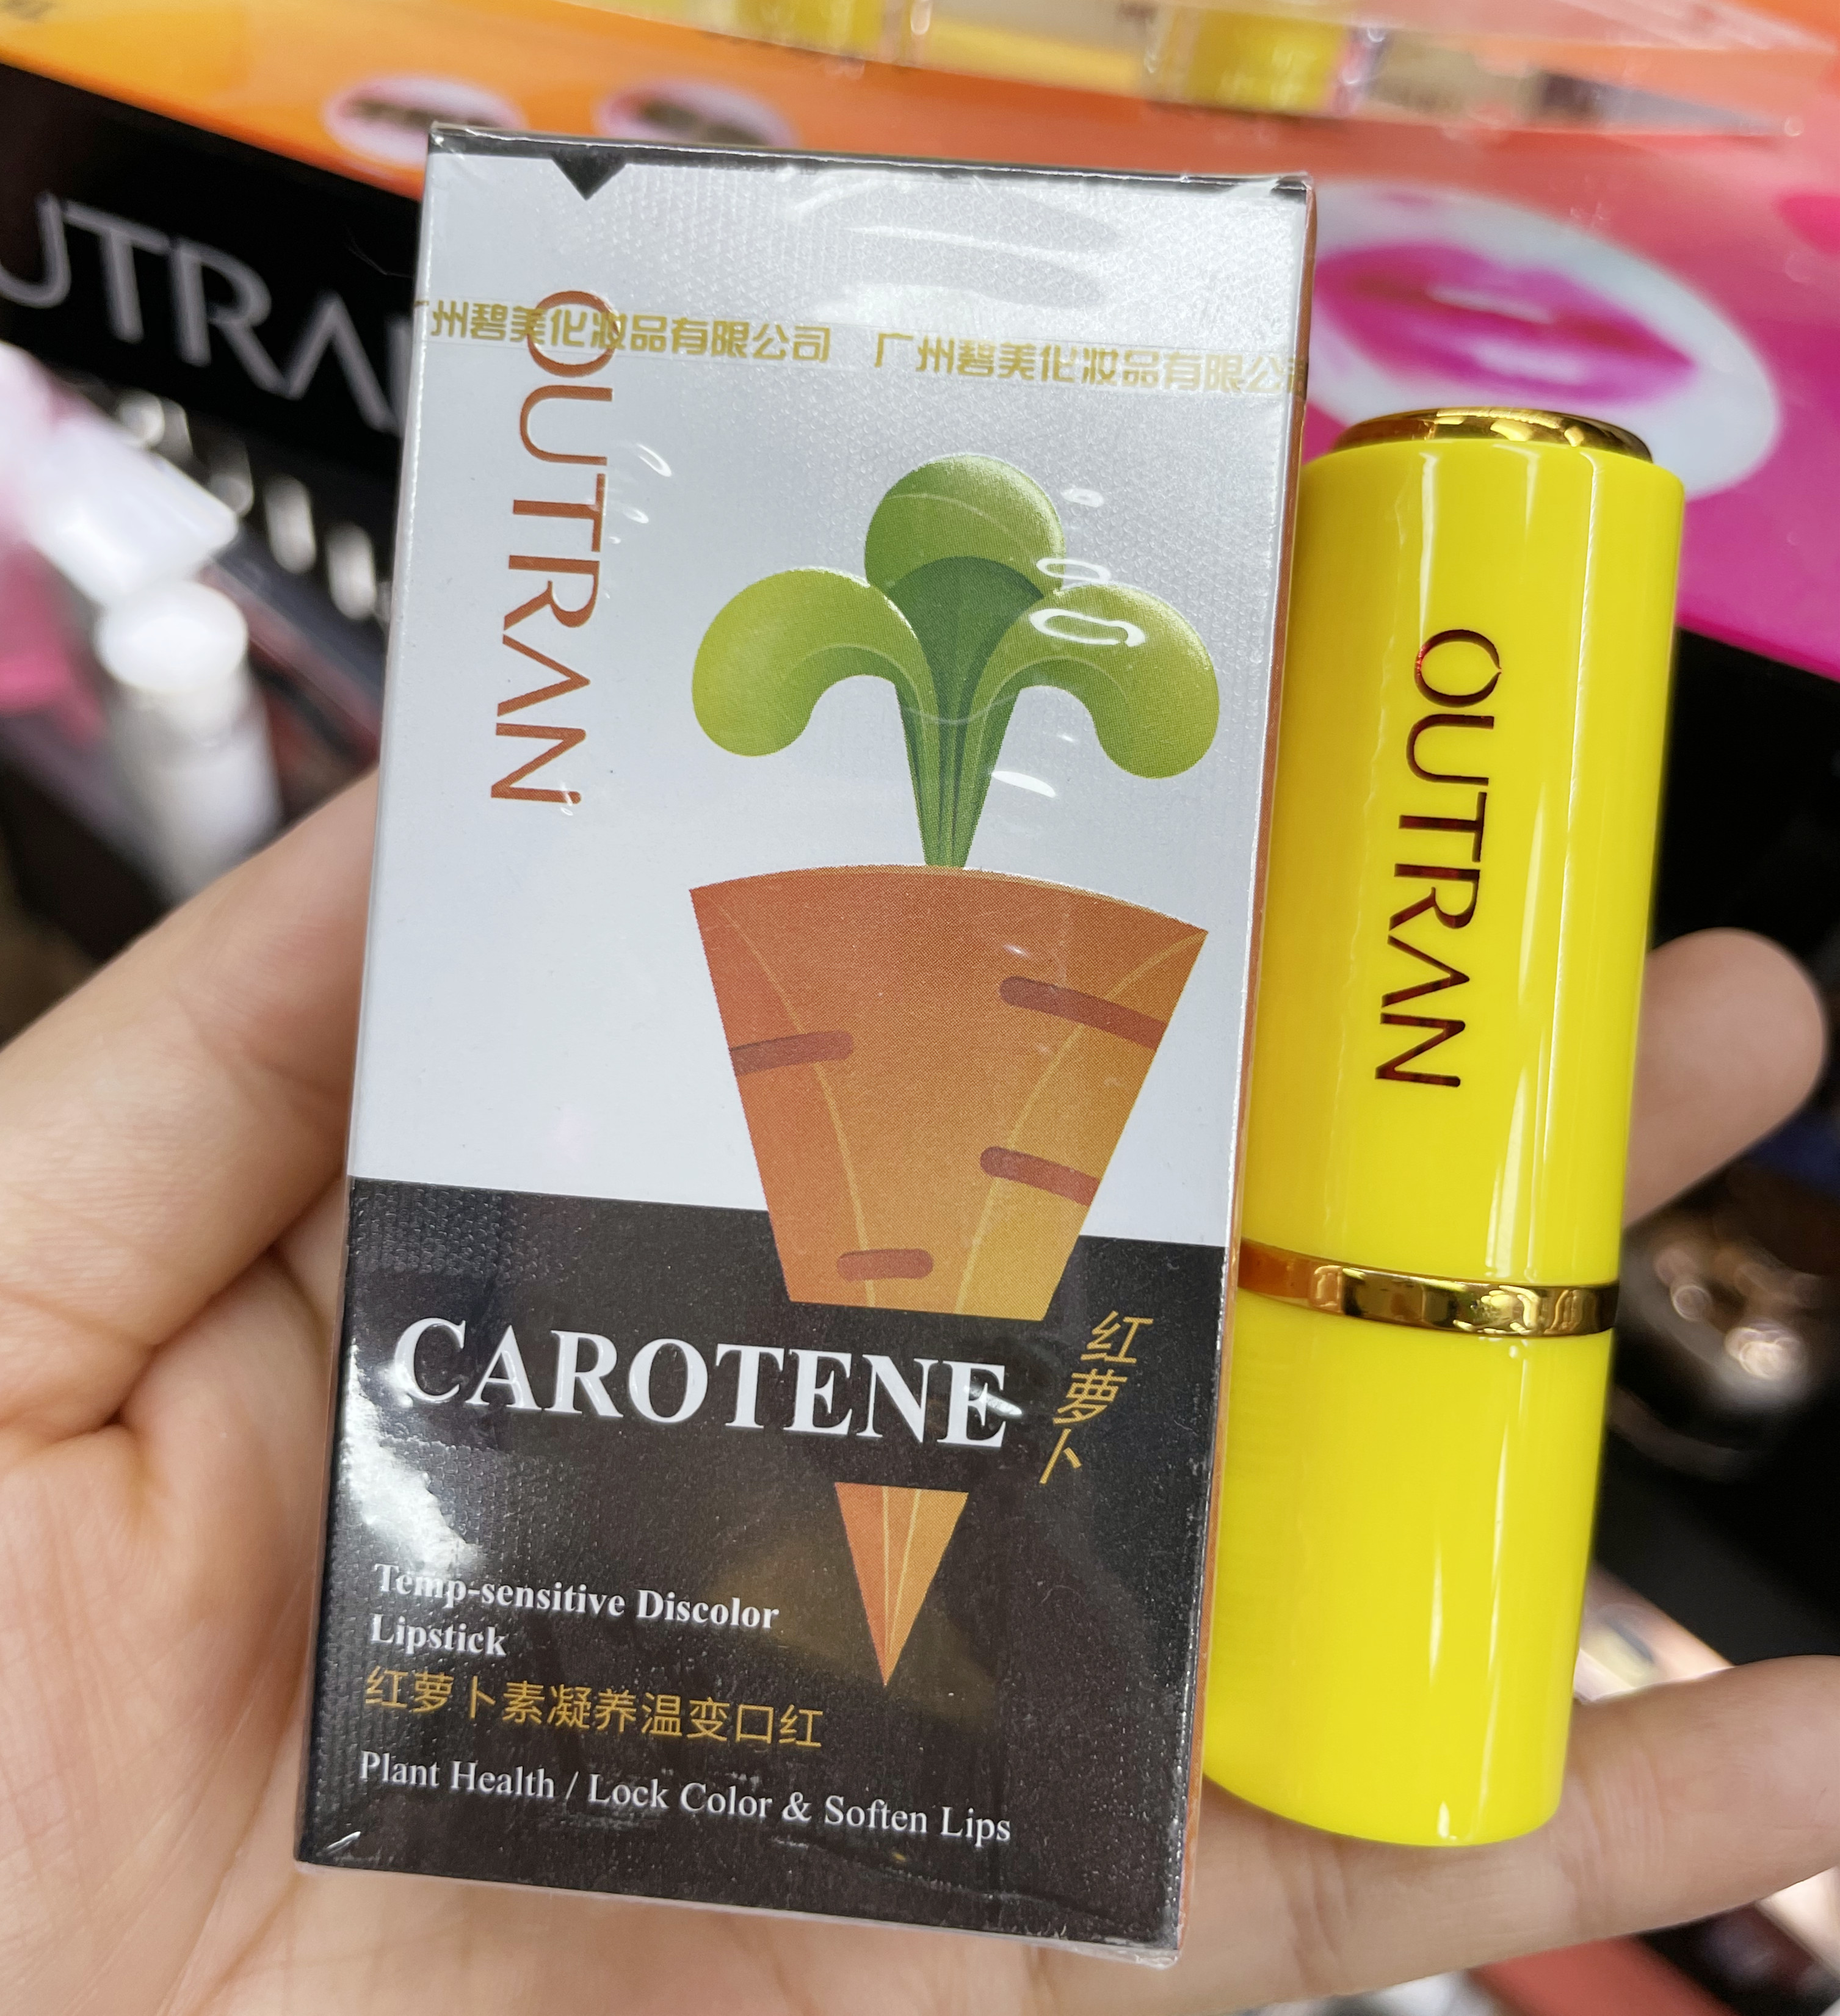 州碧美化妆品有限公司 广州碧美化妆品有限公
OUTRAN
CAROTENE
红萝卜
Temp-sensitive Discolor
Lipstick
红萝卜素凝养温变口红
Plant Health / Lock Color & Soften Lips
OUTRAN
UTRAN